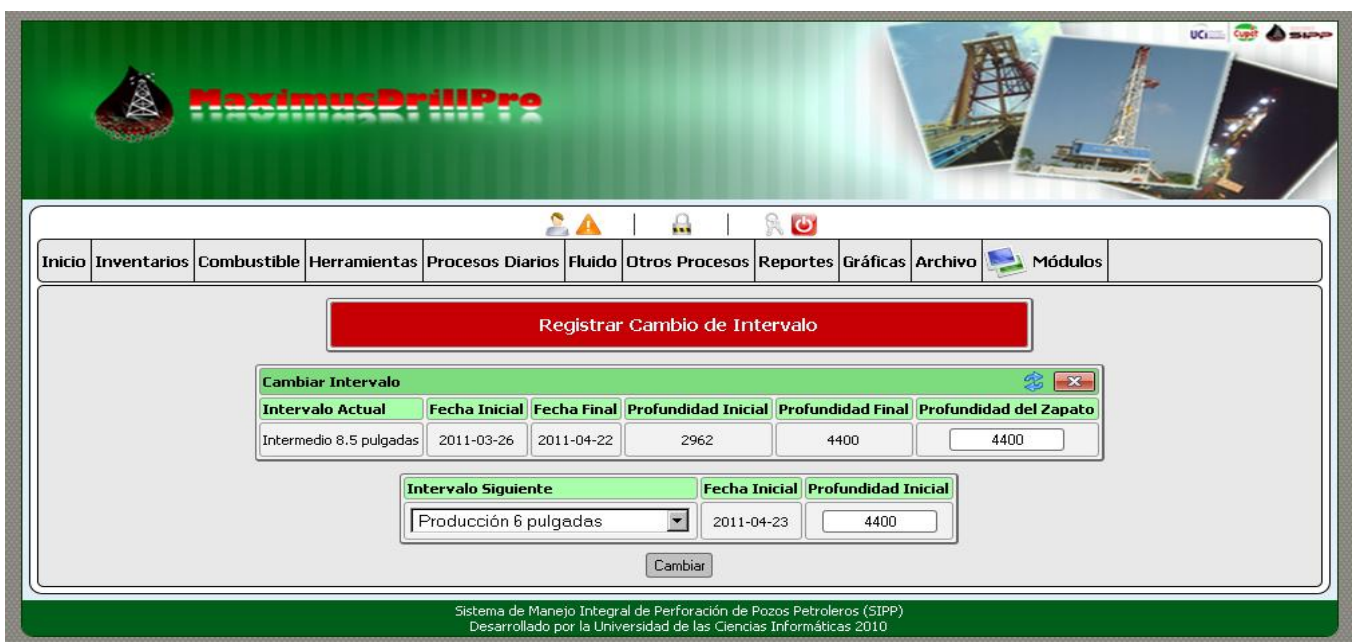 UCi Cupet SIPP
MaximusDrillPro
Inicio Inventarios Combustible Herramientas Procesos Diarios Fluido Otros Procesos Reportes Gráficas Archivo Módulos
Registrar Cambio de Intervalo
Cambiar Intervalo
Intervalo Actual Fecha Inicial Fecha Final Profundidad Inicial Profundidad Final Profundidad del Zapato
Intermedio 8.5 pulgadas 2011-03-26 2011-04-22 2962 4400 4400
Intervalo Siguiente Fecha Inicial Profundidad Inicial
Producción 6 pulgadas 2011-04-23 4400
Cambiar
Sistema de Manejo Integral de Perforación de Pozos Petroleros (SIPP)
Desarrollado por la Universidad de las Ciencias Informáticas 2010